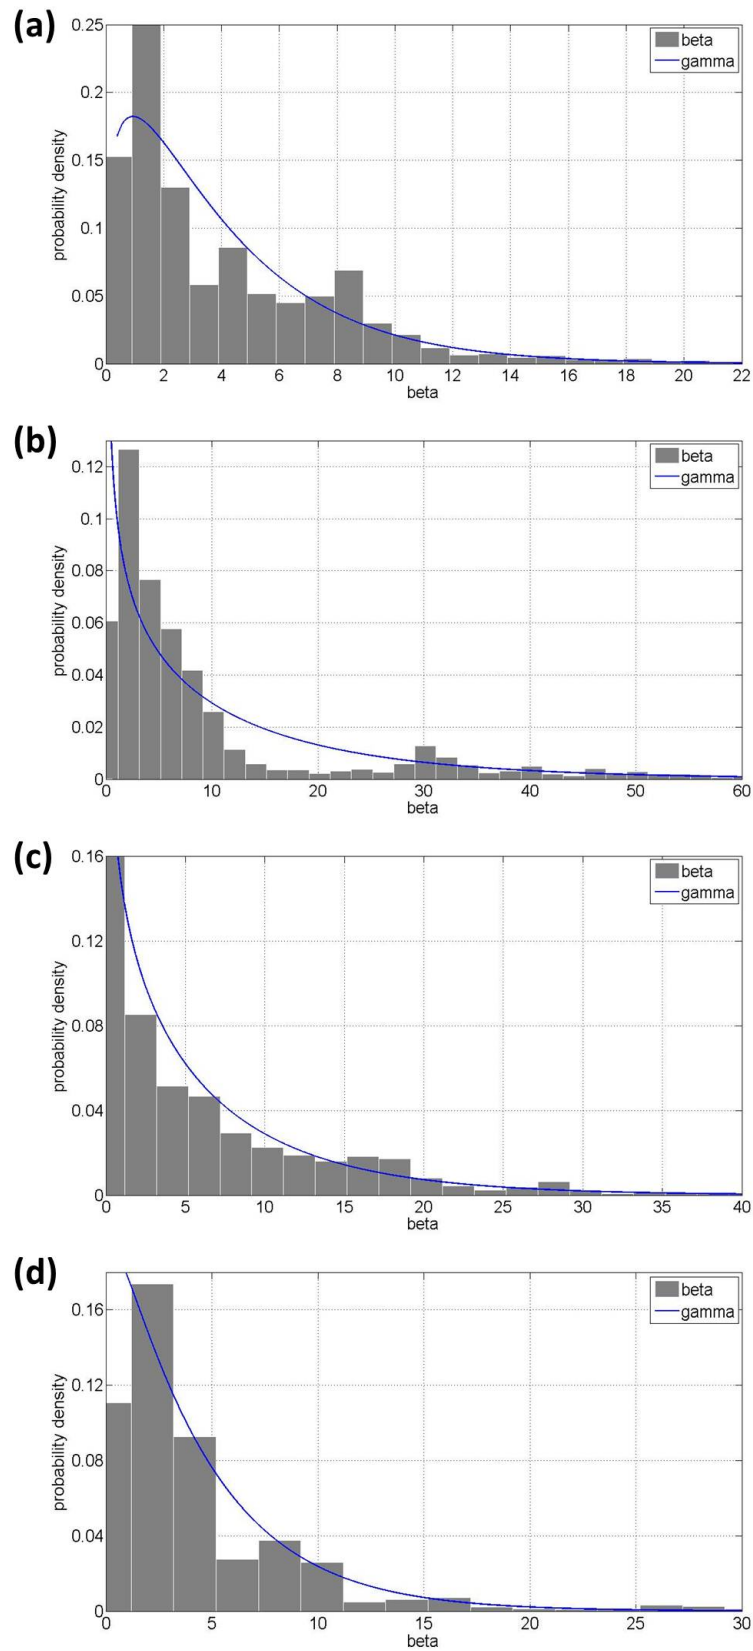 (a)
0.25
0.2
0.15
0.1
0.05
0
probability density
0 2 4 6 8 10 12 14 16 18 20 22
beta
beta
gamma
(b)
0.12
0.1
0.08
0.06
0.04
0.02
0
probability density
0 10 20 30 40 50 60
beta
beta
gamma
(c)
0.16
0.12
0.08
0.04
0
probability density
0 5 10 15 20 25 30 35 40
beta
beta
gamma
(d)
0.16
0.12
0.08
0.04
0
probability density
0 5 10 15 20 25 30
beta
beta
gamma